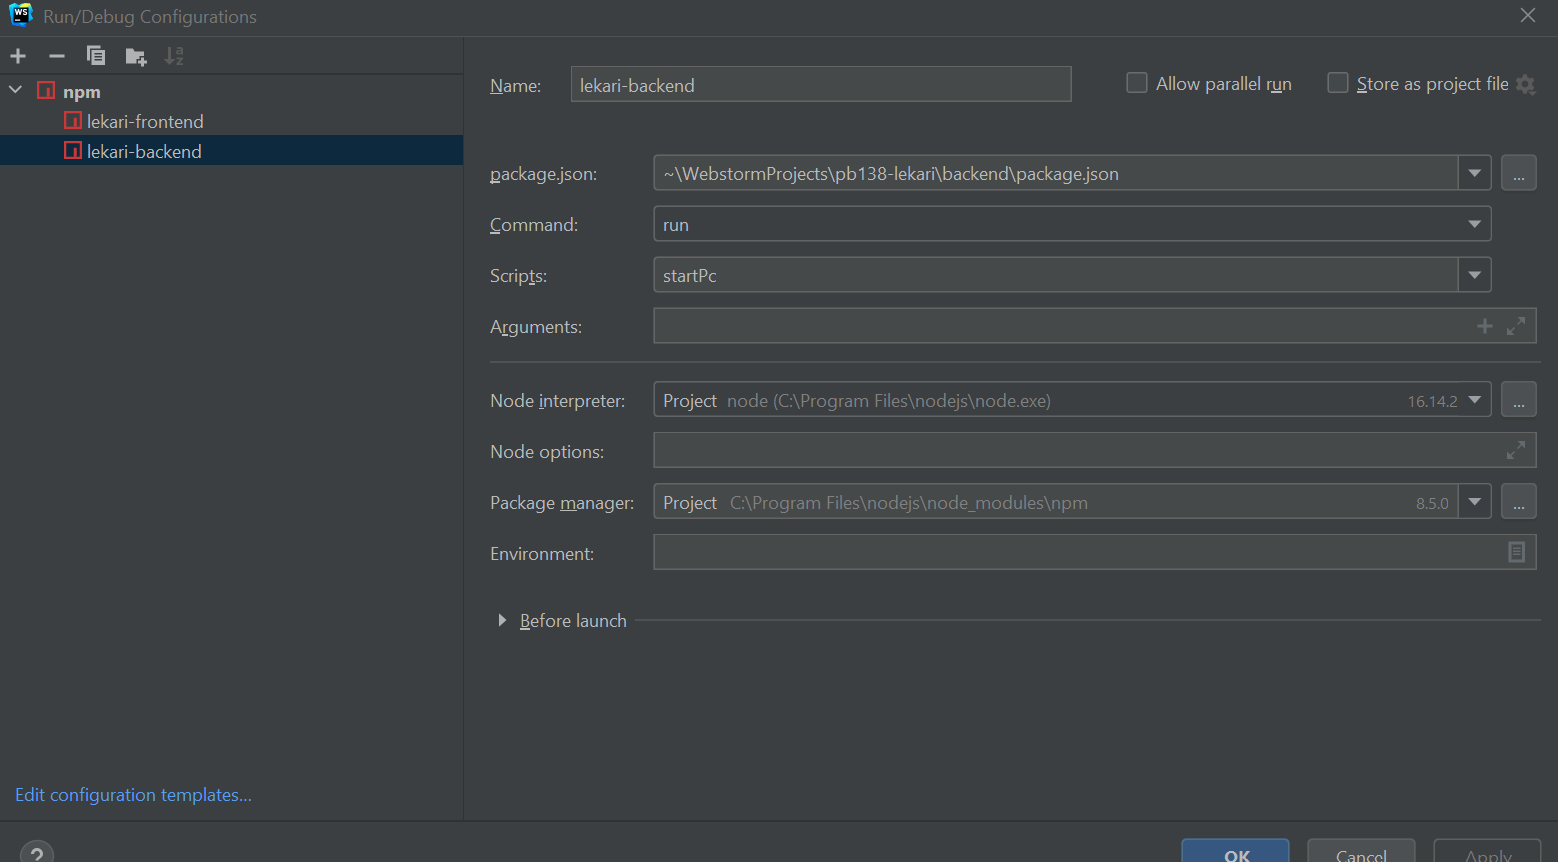 WS Run/Debug Configurations
npm
lekari-frontend
lekari-backend
Edit configuration templates...
?
Name: lekari-backend Allow parallel run Store as project file
package.json: ~\WebstormProjects\pb138-lekari\backend\package.json ...
Command: run
Scripts: startPc
Arguments:
Node interpreter: Project node (C:\Program Files\nodejs\node.exe) 16.14.2 ...
Node options:
Package manager: Project C:\Program Files\nodejs\node_modules\npm 8.5.0 ...
Environment:
Before launch
OK Cancel Apply